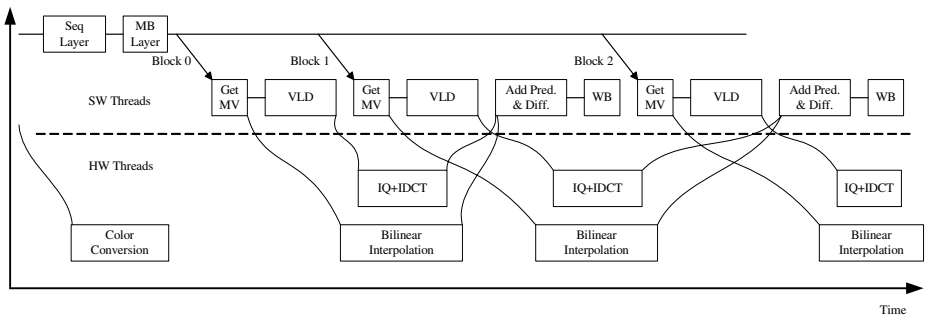 Seq
Layer
MB
Layer
Block 0
Block 1
Block 2
SW Threads
Get
MV
VLD
Get
MV
VLD
Add Pred.
& Diff.
WB
Get
MV
VLD
Add Pred.
& Diff.
WB
HW Threads
IQ+IDCT
IQ+IDCT
IQ+IDCT
Color
Conversion
Bilinear
Interpolation
Bilinear
Interpolation
Bilinear
Interpolation
Time